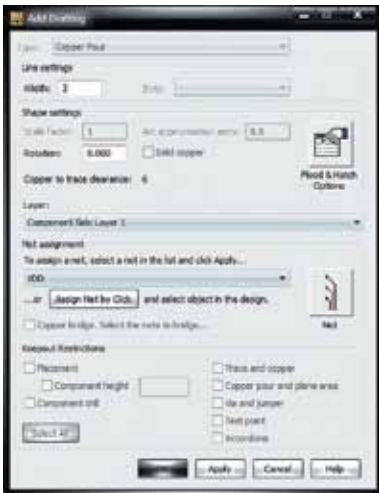 Add Drafting
Type: Copper Pour
Line settings
Width: 2 Style:
Shape settings
Scale factor: 1 Arc approximation error: 0.5
Rotation: 0.000 Solid copper
Copper to trace clearance: 6
Flood & Hatch
Options
Layer:
Component Side Layer 1
Net assignment
To assign a net, select a net in the list and click Apply...
VDD
...or Assign Net by Click and select object in the design.
Copper bridge. Select the nets to bridge...
Net
Keepout Restrictions
Placement Trace and copper
Component height Copper pour and plane area
Component drill Via and jumper
Test point
Select All Accordions
Apply Cancel Help